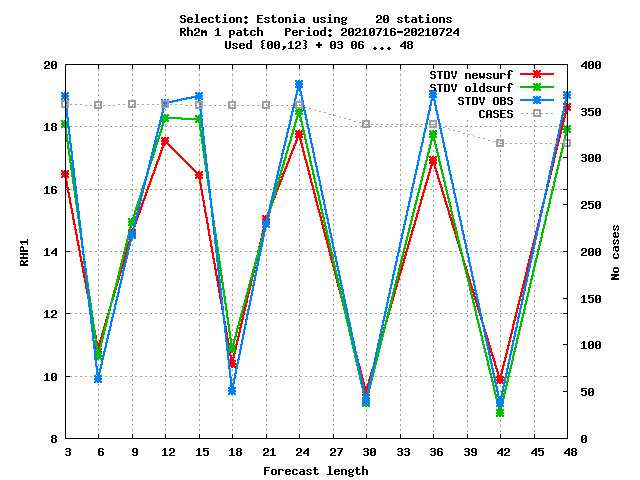 Selection: Estonia using    20 stations
Rh2m 1 patch   Period: 20210716-20210724
Used {00,12} + 03 06 ... 48
20
18
16
14
12
10
8
400
350
300
250
200
150
100
50
0
STDV newsurf
STDV oldsurf
STDV OBS
CASES
RHP1
No cases
3 6 9 12 15 18 21 24 27 30 33 36 39 42 45 48
Forecast length